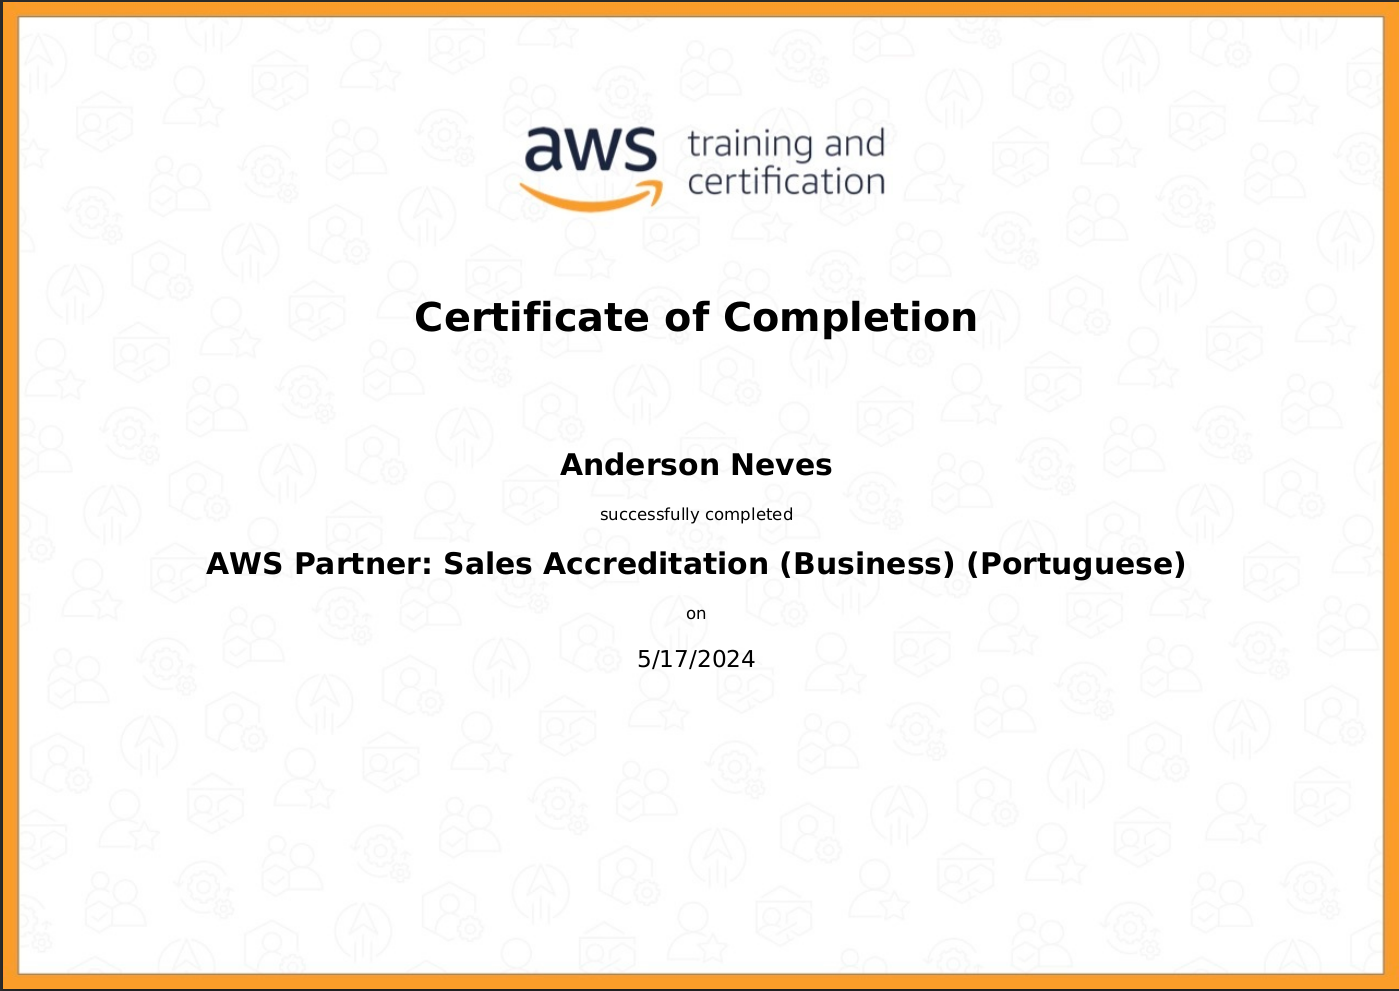 aws training and
certification
Certificate of Completion
Anderson Neves
successfully completed
AWS Partner: Sales Accreditation (Business) (Portuguese)
on
5/17/2024